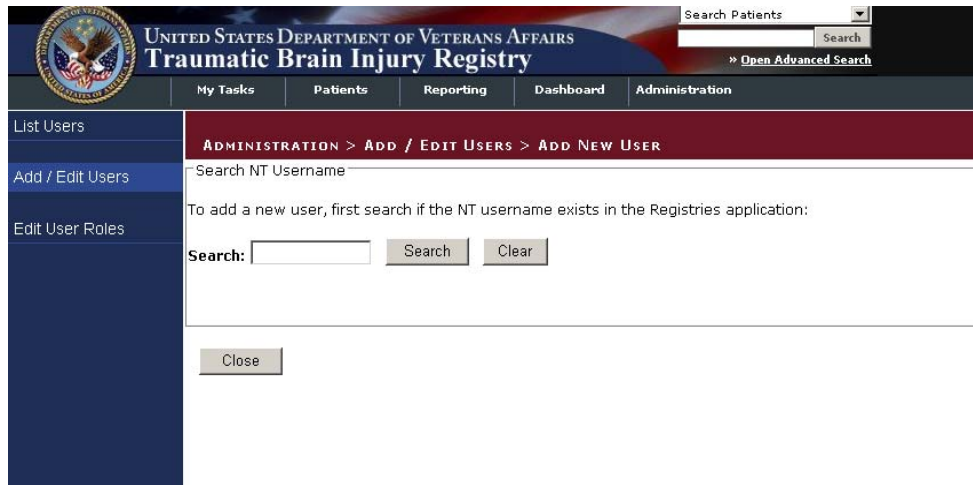 Search Patients
UNITED STATES DEPARTMENT OF VETERANS AFFAIRS
Search
Traumatic Brain Injury Registry
» Open Advanced Search
My Tasks Patients Reporting Dashboard Administration
List Users
ADMINISTRATION > ADD / EDIT USERS > ADD NEW USER
Add / Edit Users
Search NT Username
To add a new user, first search if the NT username exists in the Registries application:
Edit User Roles
Search: Search Clear
Close